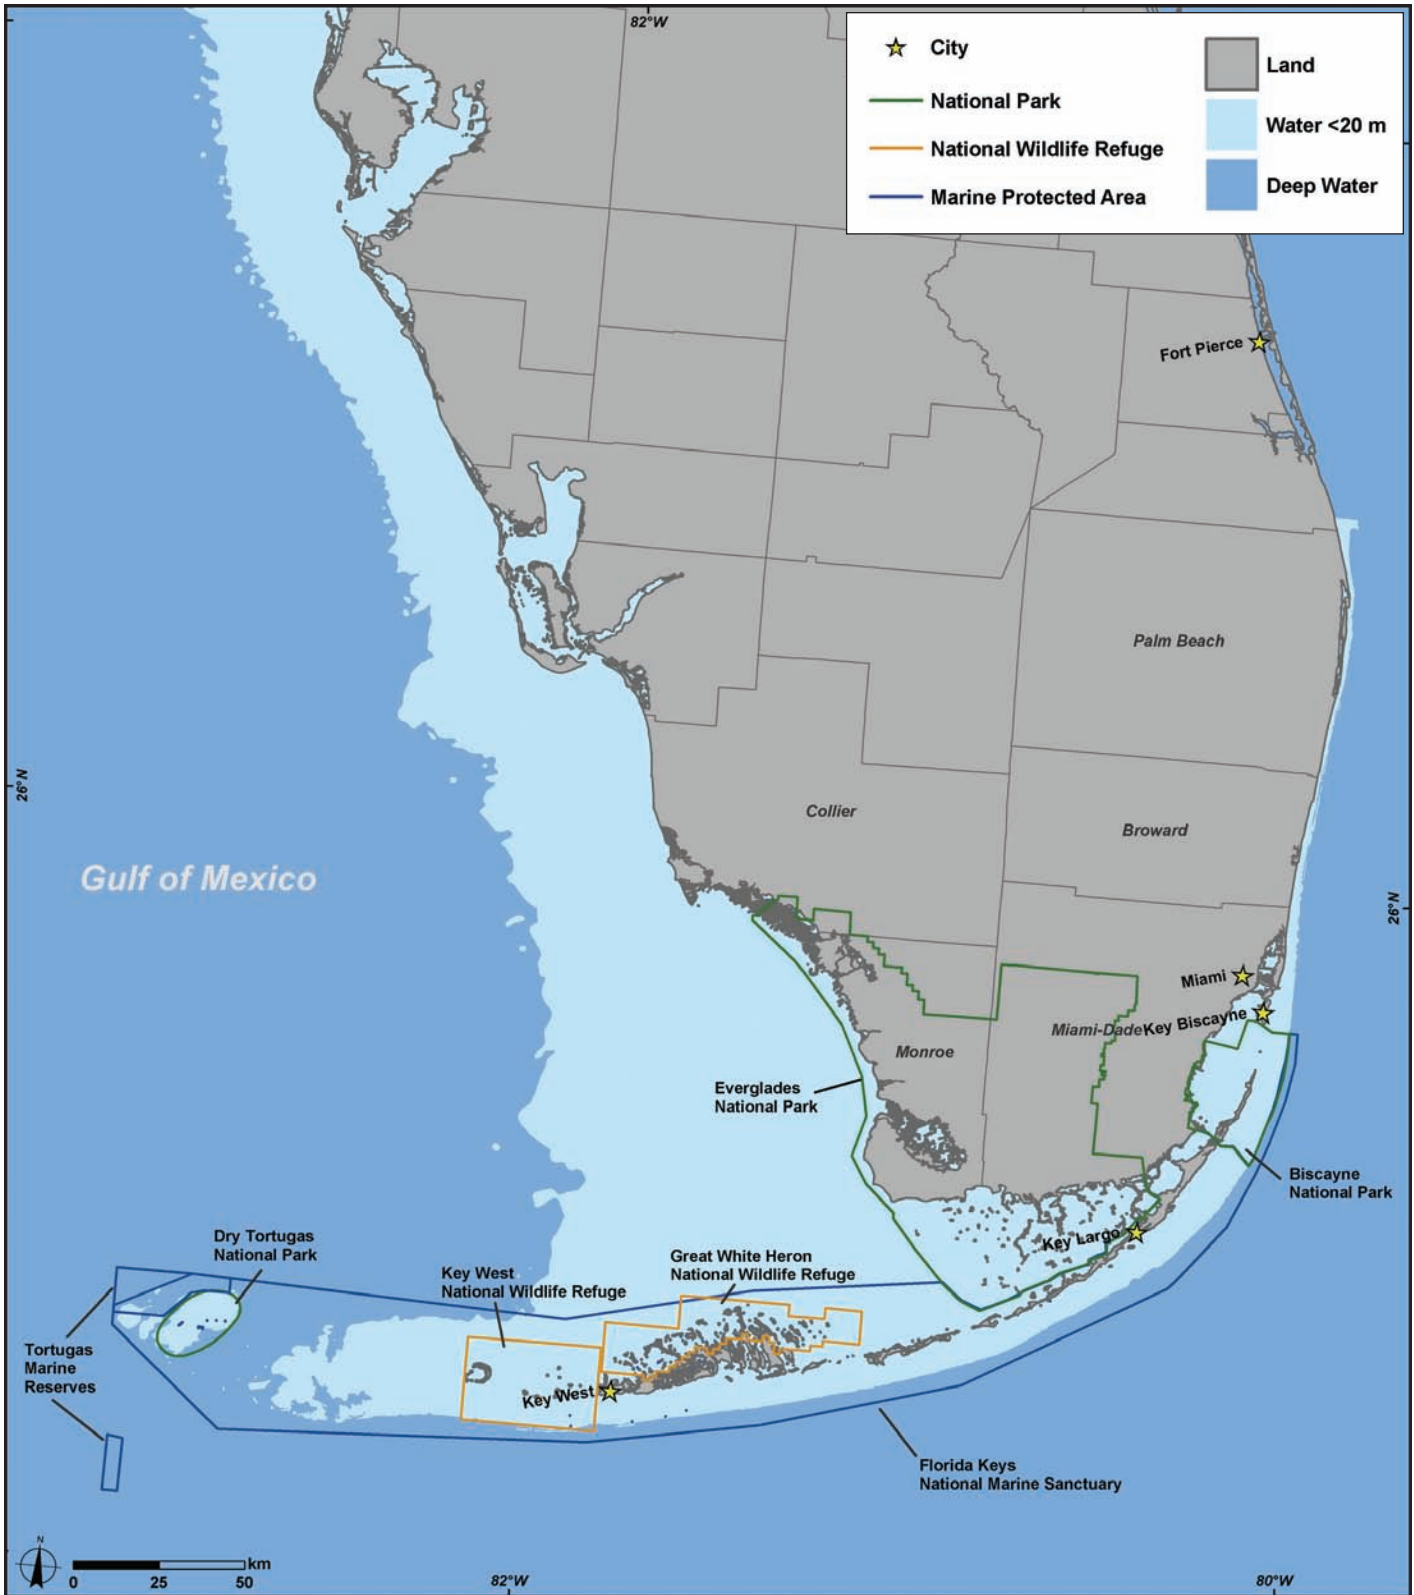 82°W
City
National Park
National Wildlife Refuge
Marine Protected Area
Land
Water <20 m
Deep Water
Fort Pierce
Palm Beach
26°N
Collier
Broward
Gulf of Mexico
26°N
Miami
Key Biscayne
Miami-Dade
Monroe
Everglades
National Park
Biscayne
National Park
Key Largo
Dry Tortugas
National Park
Great White Heron
National Wildlife Refuge
Key West
National Wildlife Refuge
Tortugas
Marine
Reserves
Key West
Florida Keys
National Marine Sanctuary
N
km
0 25 50
82°W
80°W